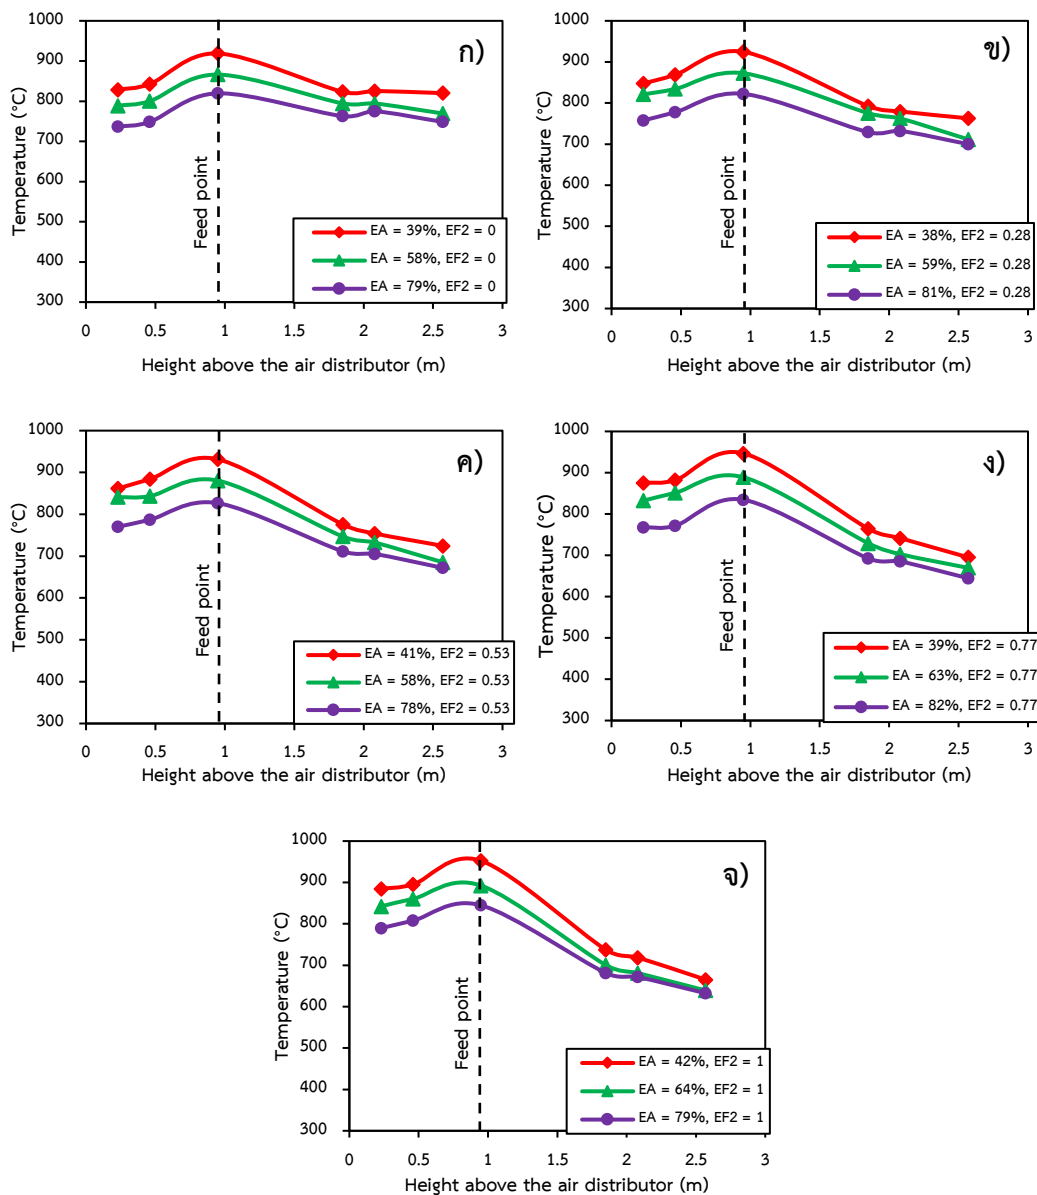 ก)
1000
900
800
700
600
500
400
300
Temperature (°C)
Feed point
EA = 39%, EF2 = 0
EA = 58%, EF2 = 0
EA = 79%, EF2 = 0
0 0.5 1 1.5 2 2.5 3
Height above the air distributor (m)
ข)
1000
900
800
700
600
500
400
300
Temperature (°C)
Feed point
EA = 38%, EF2 = 0.28
EA = 59%, EF2 = 0.28
EA = 81%, EF2 = 0.28
0 0.5 1 1.5 2 2.5 3
Height above the air distributor (m)
ค)
1000
900
800
700
600
500
400
300
Temperature (°C)
Feed point
EA = 41%, EF2 = 0.53
EA = 58%, EF2 = 0.53
EA = 78%, EF2 = 0.53
0 0.5 1 1.5 2 2.5 3
Height above the air distributor (m)
ง)
1000
900
800
700
600
500
400
300
Temperature (°C)
Feed point
EA = 39%, EF2 = 0.77
EA = 63%, EF2 = 0.77
EA = 82%, EF2 = 0.77
0 0.5 1 1.5 2 2.5 3
Height above the air distributor (m)
จ)
1000
900
800
700
600
500
400
300
Temperature (°C)
Feed point
EA = 42%, EF2 = 1
EA = 64%, EF2 = 1
EA = 79%, EF2 = 1
0 0.5 1 1.5 2 2.5 3
Height above the air distributor (m)